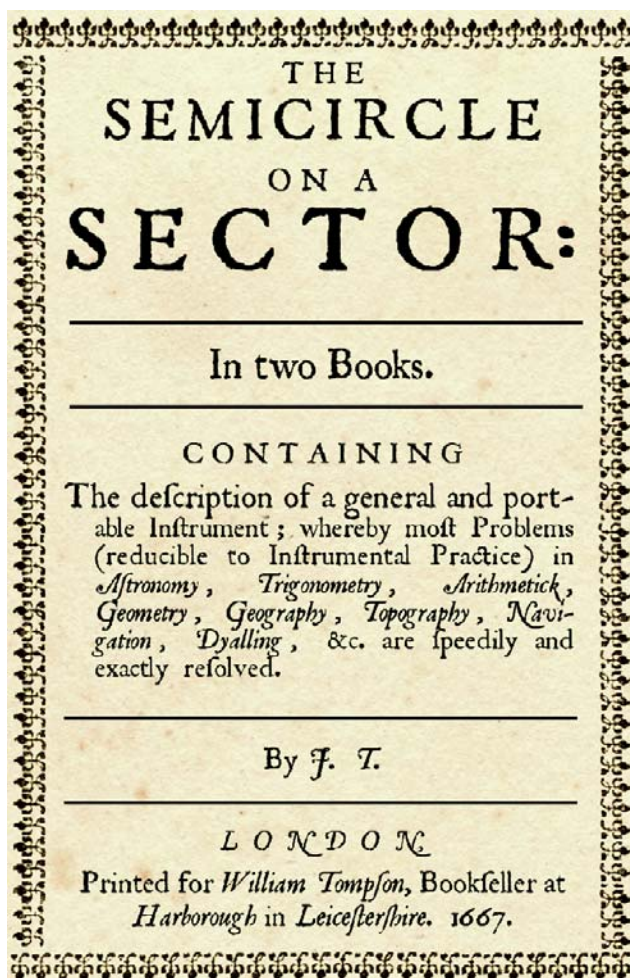 THE
SEMICIRCLE
ON A
SECTOR:
In two Books.
CONTAINING
The deſcription of a general and port-
able Inſtrument; whereby moſt Problems
(reducible to Inſtrumental Practice) in
Aſtronomy, Trigonometry, Arithmetick,
Geometry, Geography, Topography, Navi-
gation, Dyalling, &c. are ſpeedily and
exactly reſolved.
By J. T.
LONDON,
Printed for William Tompſon, Bookſeller at
Harborough in Leiceſterſhire. 1667.